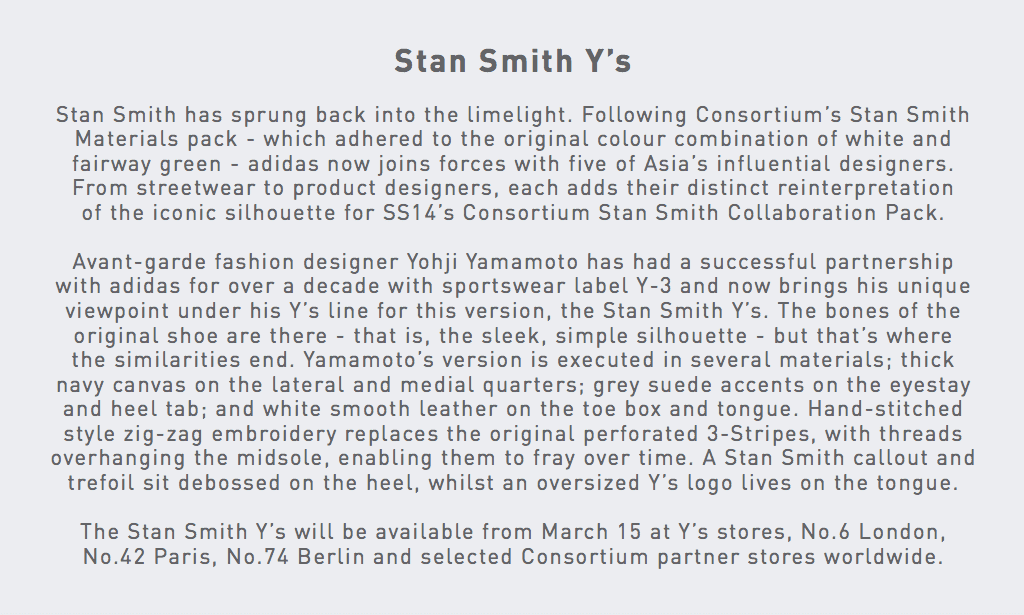 Stan Smith Y’s
Stan Smith has sprung back into the limelight. Following Consortium’s Stan Smith
Materials pack - which adhered to the original colour combination of white and
fairway green - adidas now joins forces with five of Asia’s influential designers.
From streetwear to product designers, each adds their distinct reinterpretation
of the iconic silhouette for SS14’s Consortium Stan Smith Collaboration Pack.
Avant-garde fashion designer Yohji Yamamoto has had a successful partnership
with adidas for over a decade with sportswear label Y-3 and now brings his unique
viewpoint under his Y’s line for this version, the Stan Smith Y’s. The bones of the
original shoe are there - that is, the sleek, simple silhouette - but that’s where
the similarities end. Yamamoto’s version is executed in several materials; thick
navy canvas on the lateral and medial quarters; grey suede accents on the eyestay
and heel tab; and white smooth leather on the toe box and tongue. Hand-stitched
style zig-zag embroidery replaces the original perforated 3-Stripes, with threads
overhanging the midsole, enabling them to fray over time. A Stan Smith callout and
trefoil sit debossed on the heel, whilst an oversized Y’s logo lives on the tongue.
The Stan Smith Y’s will be available from March 15 at Y’s stores, No.6 London,
No.42 Paris, No.74 Berlin and selected Consortium partner stores worldwide.